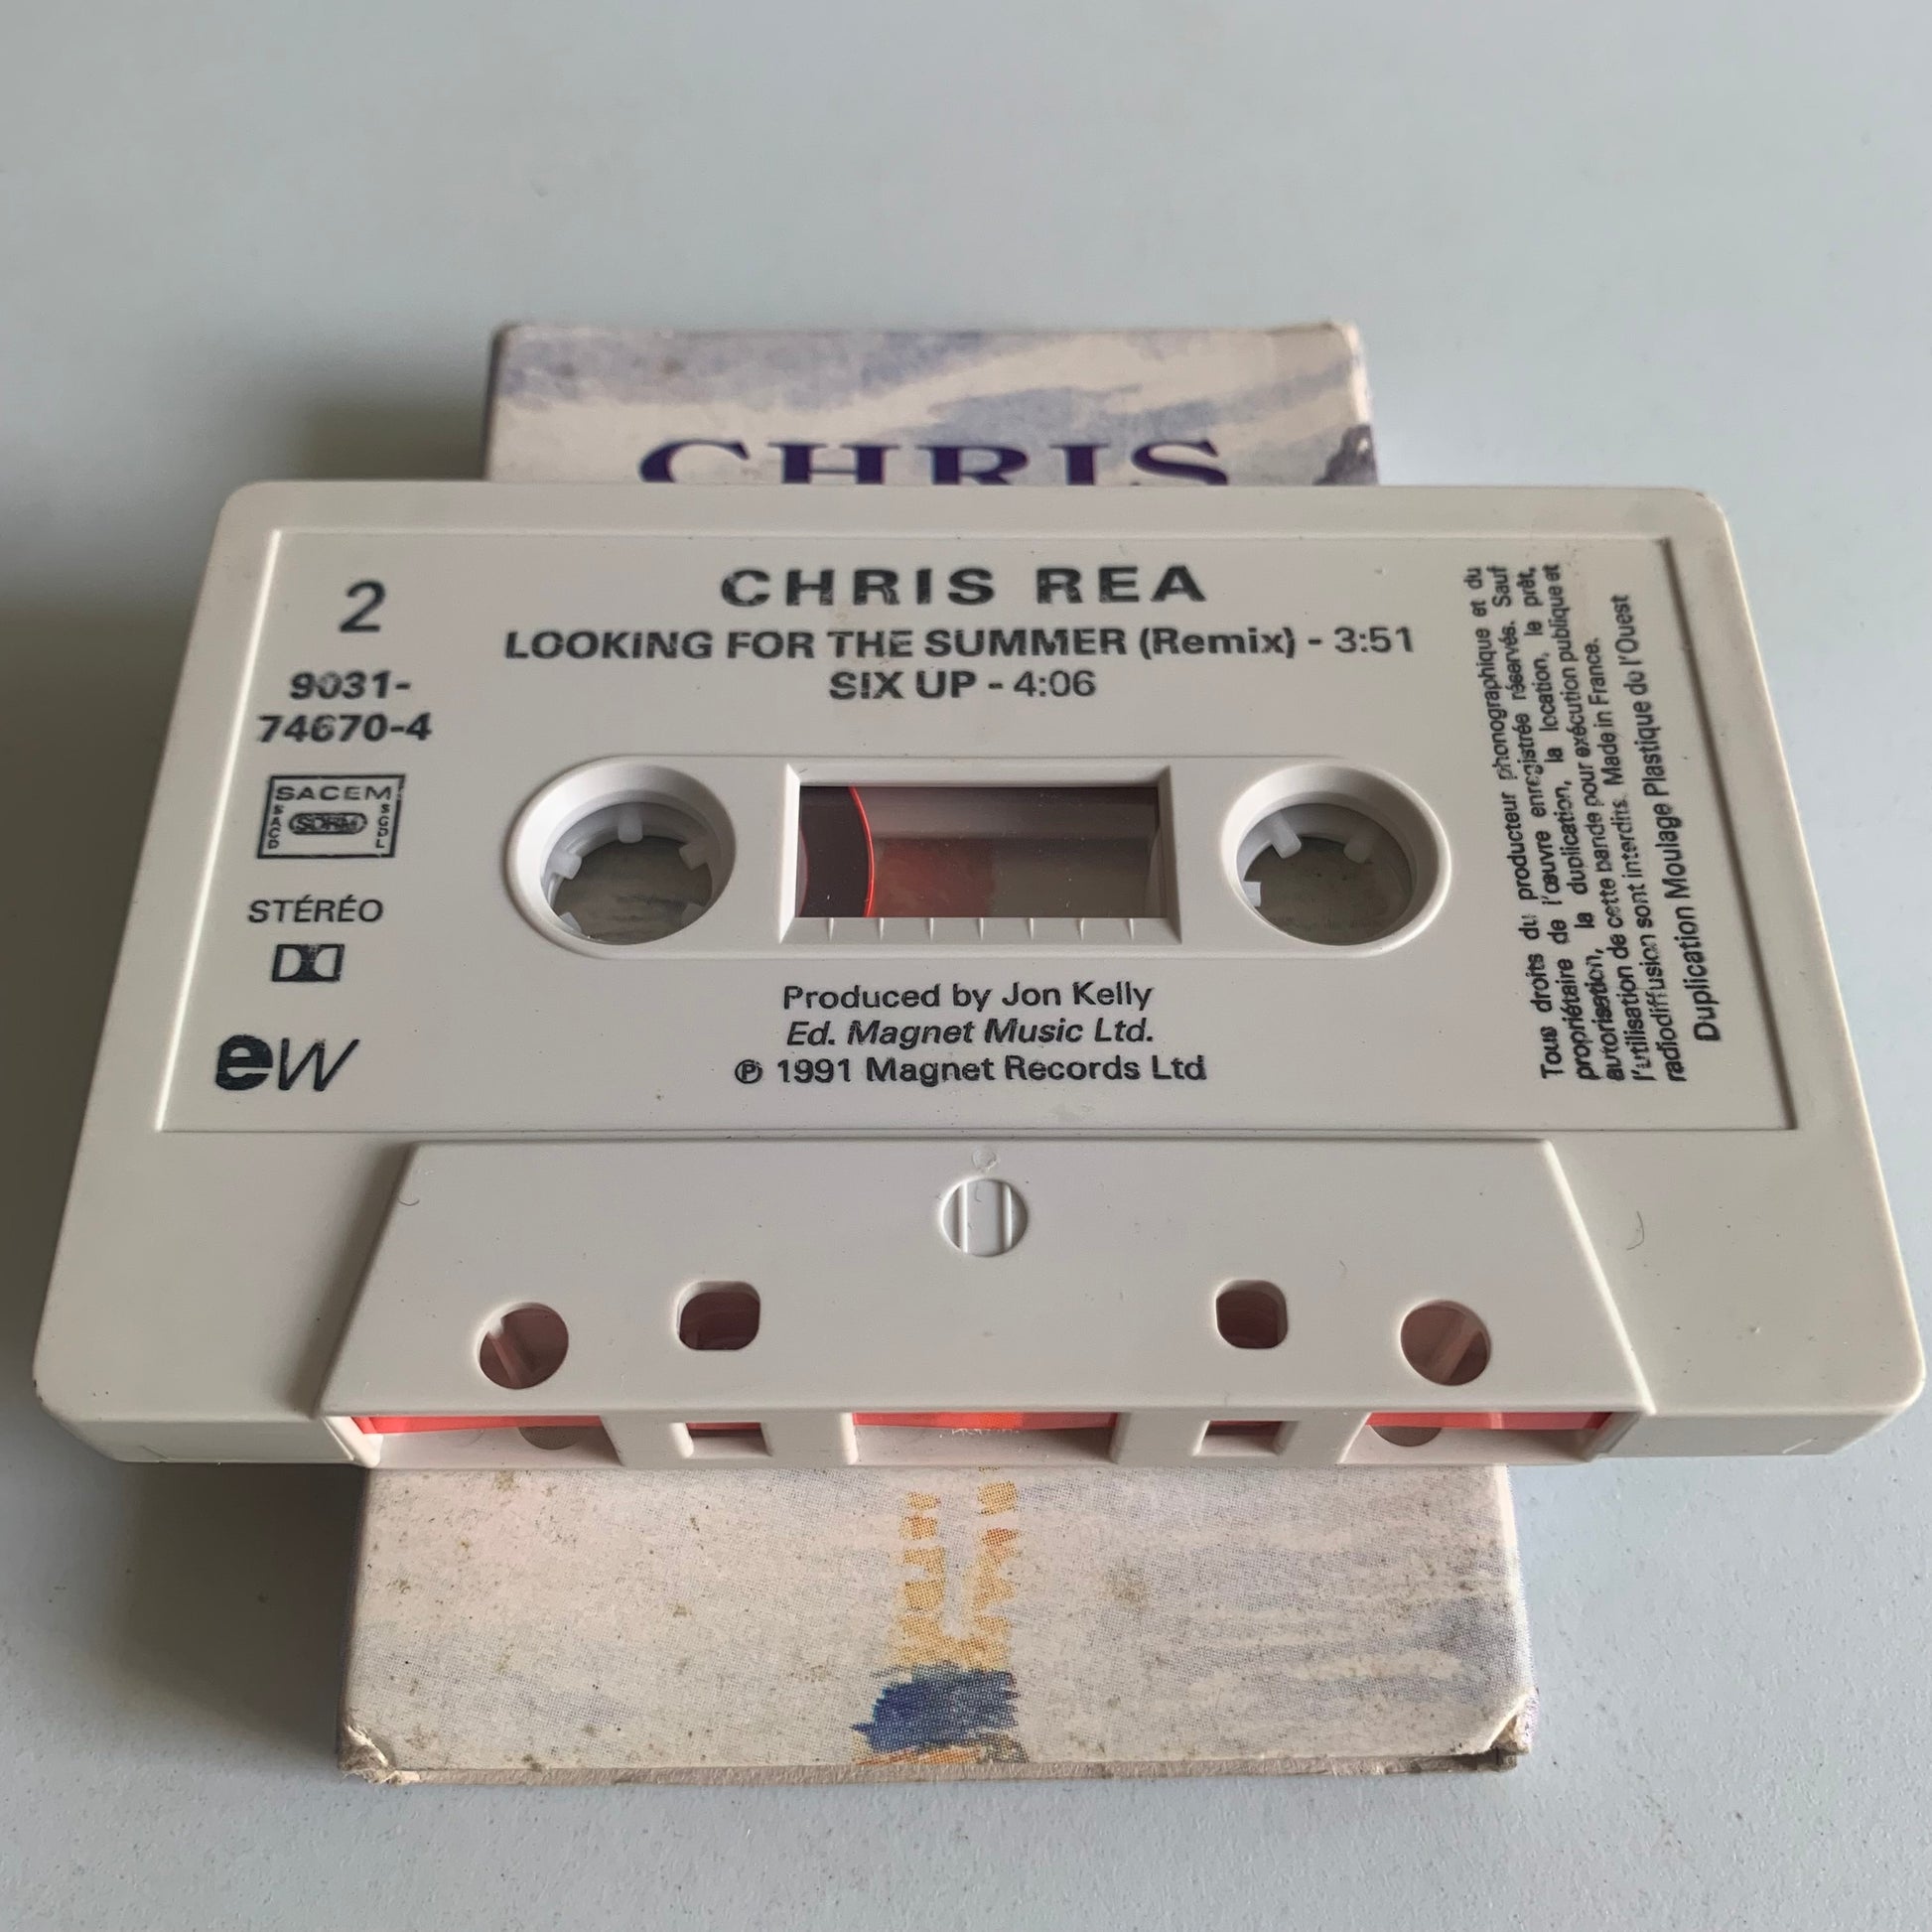 CHRIS
2
CHRIS REA
LOOKING FOR THE SUMMER (Remix) - 3:51
SIX UP - 4:06
9031-
74670-4
SACEM
SACD
SDRM
SGDL
STÉRÉO
ew
Produced by Jon Kelly
Ed. Magnet Music Ltd.
℗ 1991 Magnet Records Ltd
Tous droits du producteur phonographique et du
propriétaire de l'œuvre enregistrée réservés. Sauf
autorisation, la duplication, la location, le prêt,
l'utilisation de cette bande pour exécution publique et
radiodiffusion sont interdits. Made in France.
Duplication Moulage Plastique de l'Ouest